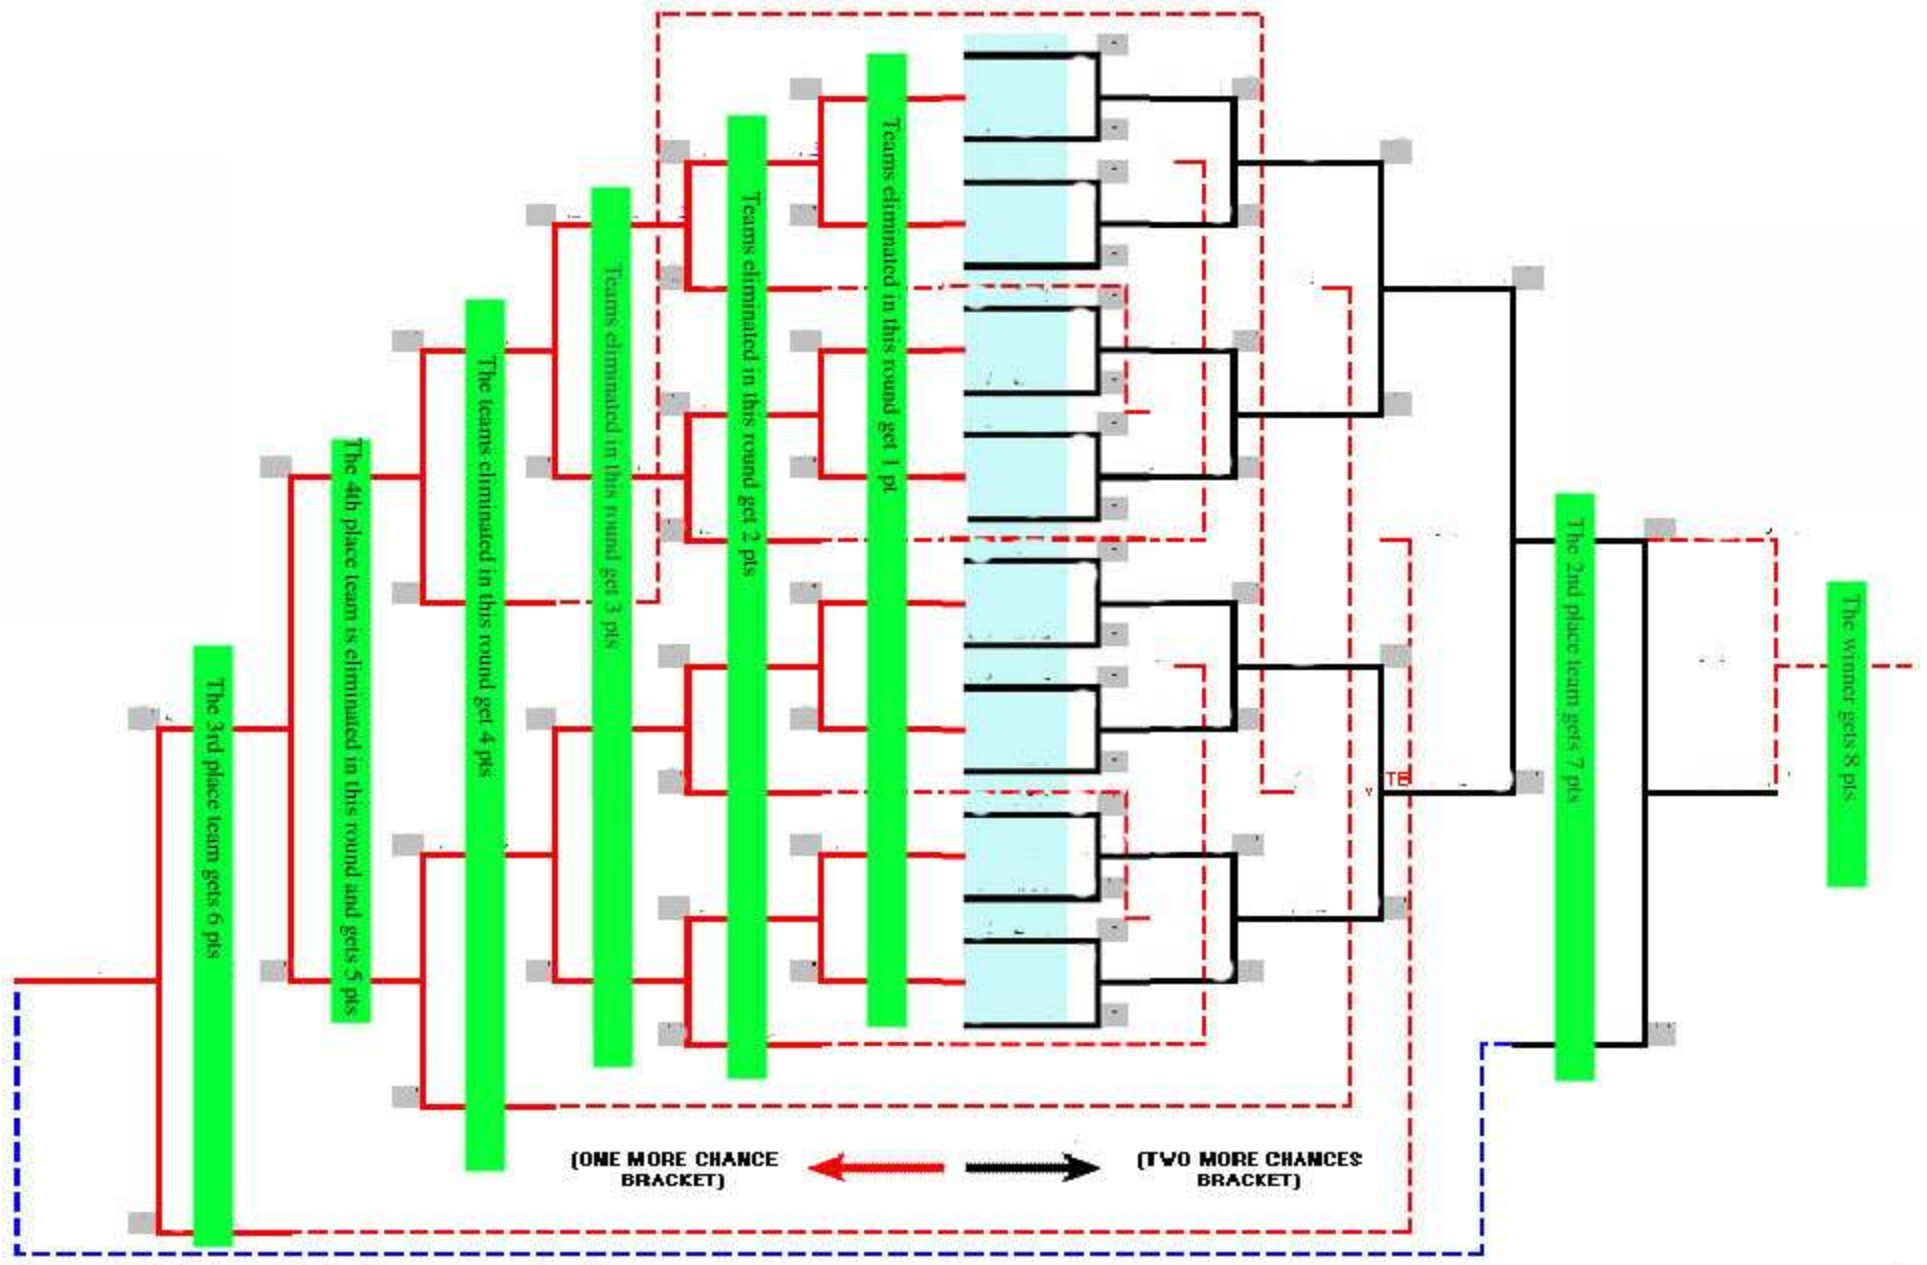 The 3rd place team gets 6 pts
The 4th place team is eliminated in this round and gets 5 pts
The teams eliminated in this round get 4 pts
Teams eliminated in this round get 3 pts
Teams eliminated in this round get 2 pts
Teams eliminated in this round get 1 pt
The 2nd place team gets 7 pts
The winner gets 8 pts
TE
(ONE MORE CHANCE
BRACKET)
(TWO MORE CHANCES
BRACKET)